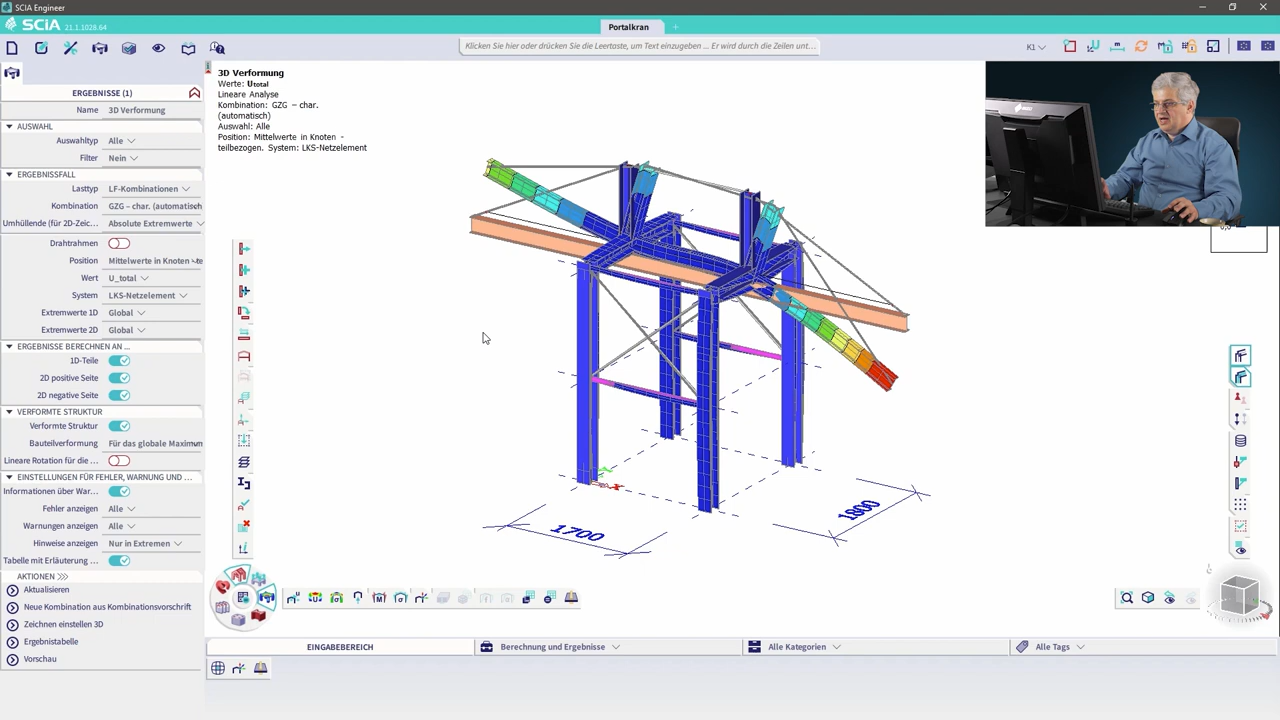 SCIA Engineer
SCIA 21.1.1028 64
Portalkran
Klicken Sie hier oder drücken Sie die Leertaste, um Text einzugeben ... Er wird durch die Zeilen unt...
K1
ERGEBNISSE (1)
Name 3D Verformung
AUSWAHL
Auswahltyp Alle
Filter Nein
ERGEBNISFALL
Lasttyp LF-Kombinationen
Kombination GZG – char. (automatisch
Umhüllende (für 2D-Zeic... Absolute Extremwerte
Drahtrahmen
Position Mittelwerte in Knoten -te
Wert U_total
System LKS-Netzelement
Extremwerte 1D Global
Extremwerte 2D Global
ERGEBNISSE BERECHNEN AN ...
1D-Teile
2D positive Seite
2D negative Seite
VERFORMTE STRUKTUR
Verformte Struktur
Bauteilverformung Für das globale Maximum
Lineare Rotation für die ...
EINSTELLUNGEN FÜR FEHLER, WARNUNG UND ...
Informationen über War...
Fehler anzeigen Alle
Warnungen anzeigen Alle
Hinweise anzeigen Nur in Extremen
Tabelle mit Erläuterung ...
AKTIONEN >>>
Aktualisieren
Neue Kombination aus Kombinationsvorschrift
Zeichnen einstellen 3D
Ergebnistabelle
Vorschau
3D Verformung
Werte: Utotal
Lineare Analyse
Kombination: GZG – char.
(automatisch)
Auswahl: Alle
Position: Mittelwerte in Knoten -
teilbezogen. System: LKS-Netzelement
1700
1800
EINGABEBEREICH
Berechnung und Ergebnisse
Alle Kategorien
Alle Tags